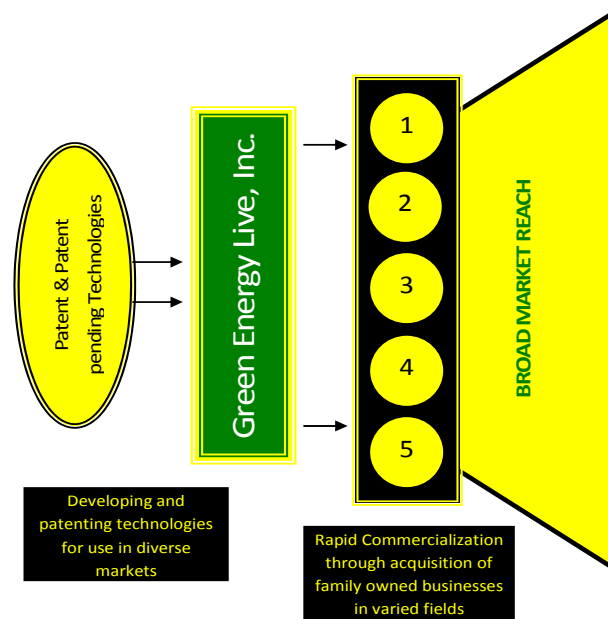 Patent & Patent
pending Technologies
Green Energy Live, Inc.
1
2
3
4
5
BROAD MARKET REACH
Developing and
patenting technologies
for use in diverse
markets
Rapid Commercialization
through acquisition of
family owned businesses
in varied fields